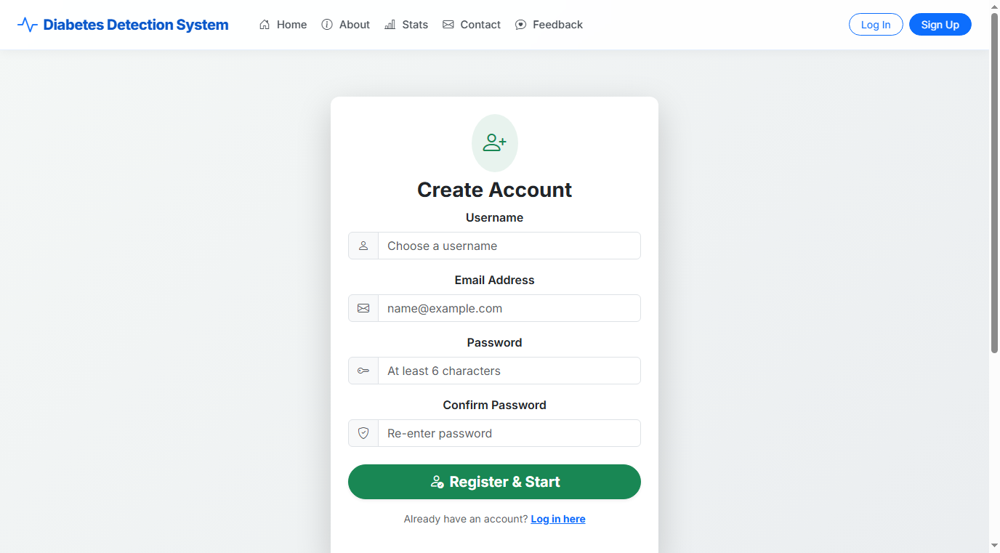 Diabetes Detection System Home About Stats Contact Feedback Log In Sign Up
Create Account
Username
Choose a username
Email Address
name@example.com
Password
At least 6 characters
Confirm Password
Re-enter password
Register & Start
Already have an account? Log in here